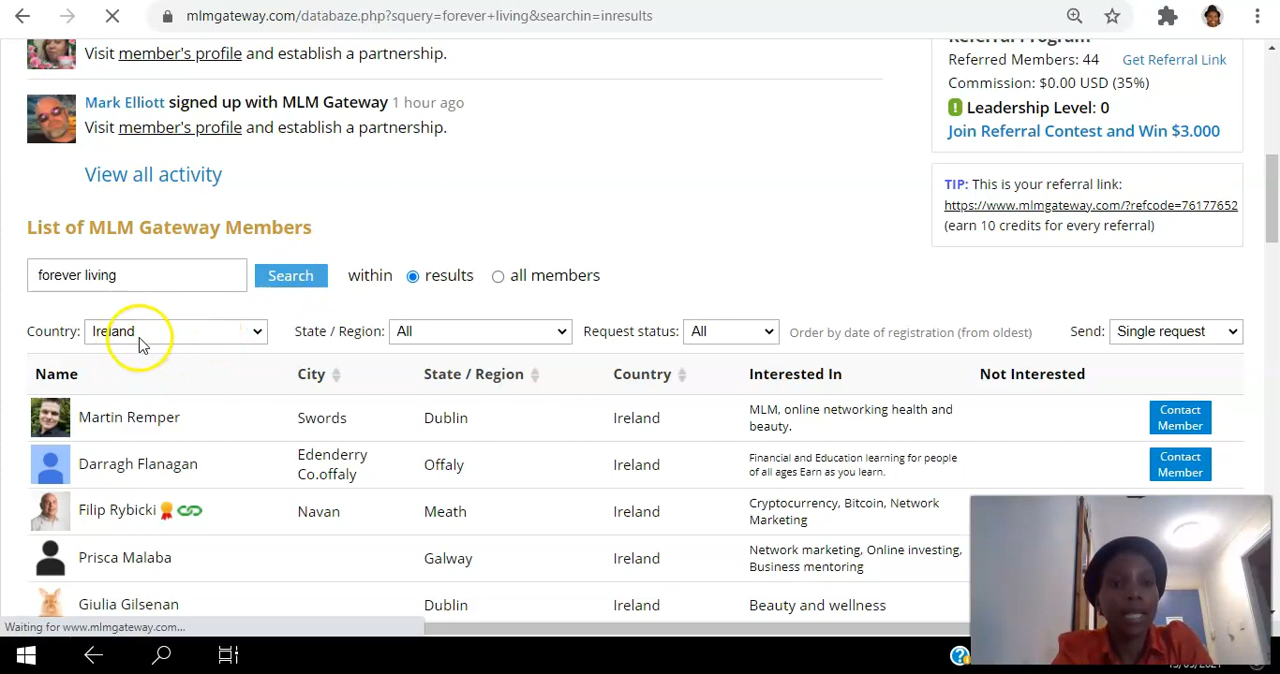 mlmgateway.com/databaze.php?squery=forever+living&searchin=inresults
Visit member's profile and establish a partnership.
Referral Program
Referred Members: 44 Get Referral Link
Commission: $0.00 USD (35%)
Leadership Level: 0
Join Referral Contest and Win $3.000
Mark Elliott signed up with MLM Gateway 1 hour ago
Visit member's profile and establish a partnership.
View all activity
TIP: This is your referral link:
https://www.mlmgateway.com/?refcode=76177652
(earn 10 credits for every referral)
List of MLM Gateway Members
forever living Search within results all members
Country: Ireland State / Region: All Request status: All Order by date of registration (from oldest) Send: Single request
Name City State / Region Country Interested In Not Interested
Martin Remper Swords Dublin Ireland MLM, online networking health and
beauty.
Contact
Member
Darragh Flanagan Edenderry
Co.offaly
Offaly Ireland Financial and Education learning for people
of all ages Earn as you learn.
Contact
Member
Filip Rybicki Navan Meath Ireland Cryptocurrency, Bitcoin, Network
Marketing
Prisca Malaba Galway Ireland Network marketing, Online investing,
Business mentoring
Giulia Gilsenan Dublin Ireland Beauty and wellness
Waiting for www.mlmgateway.com...